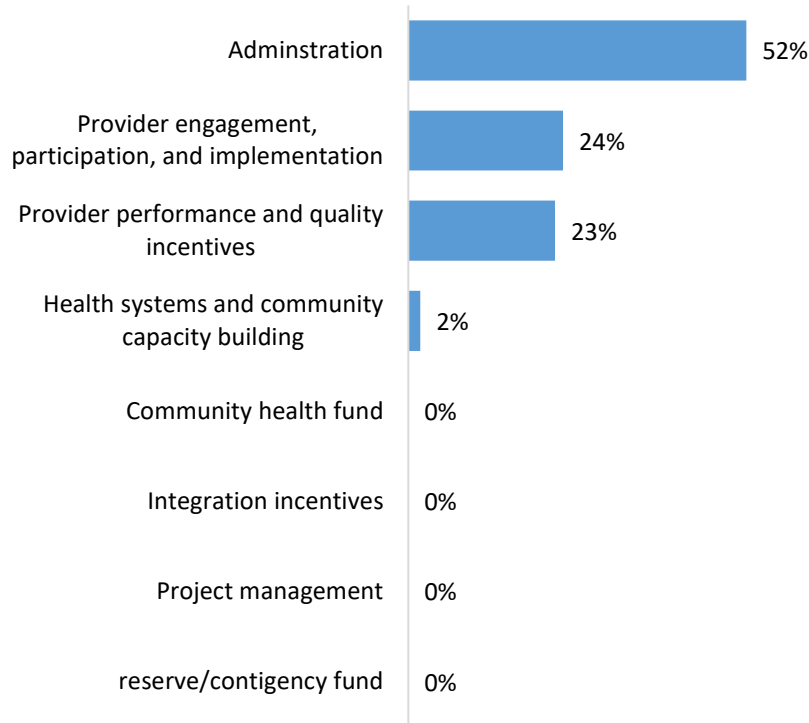 Adminstration
52%
Provider engagement,
participation, and implementation
24%
Provider performance and quality
incentives
23%
Health systems and community
capacity building
2%
Community health fund
0%
Integration incentives
0%
Project management
0%
reserve/contigency fund
0%